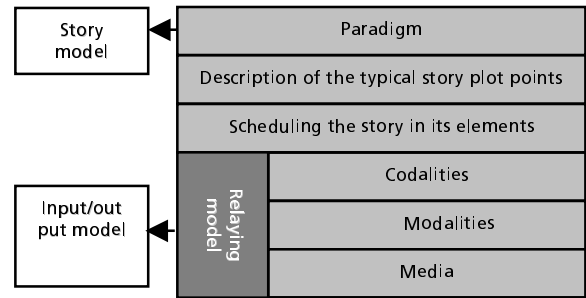 Story
model
Paradigm
Description of the typical story plot points
Scheduling the story in its elements
Input/out
put model
Relaying
model
Codalities
Modalities
Media